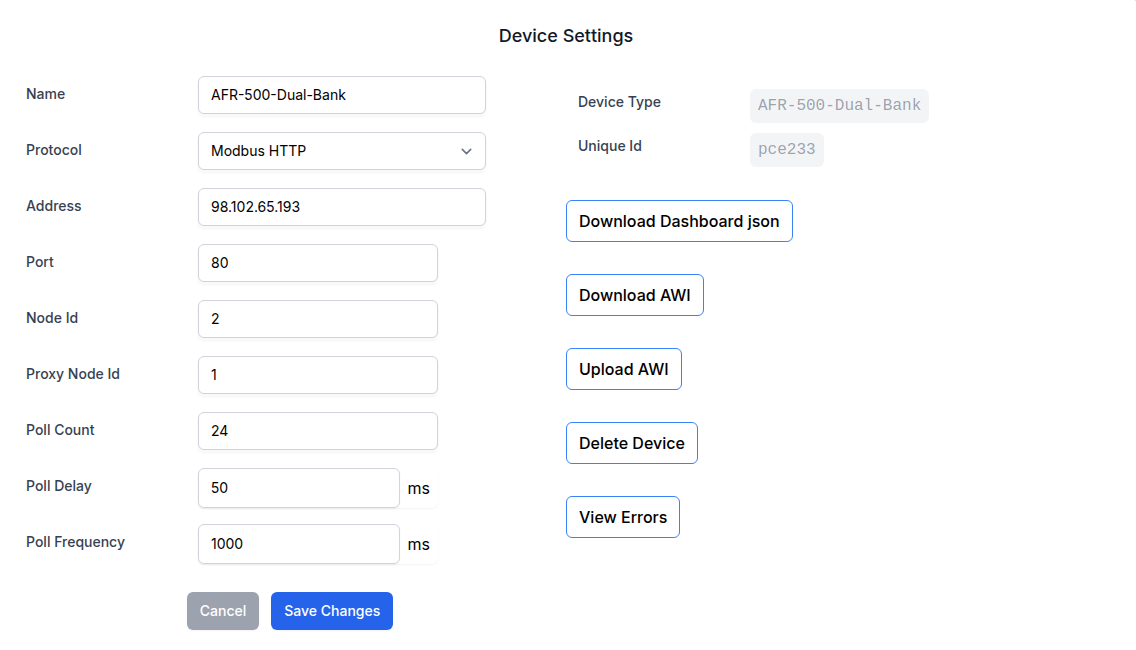 Device Settings
Name
AFR-500-Dual-Bank
Protocol
Modbus HTTP
Address
98.102.65.193
Port
80
Node Id
2
Proxy Node Id
1
Poll Count
24
Poll Delay
50
ms
Poll Frequency
1000
ms
Cancel
Save Changes
Device Type
AFR-500-Dual-Bank
Unique Id
pce233
Download Dashboard json
Download AWI
Upload AWI
Delete Device
View Errors